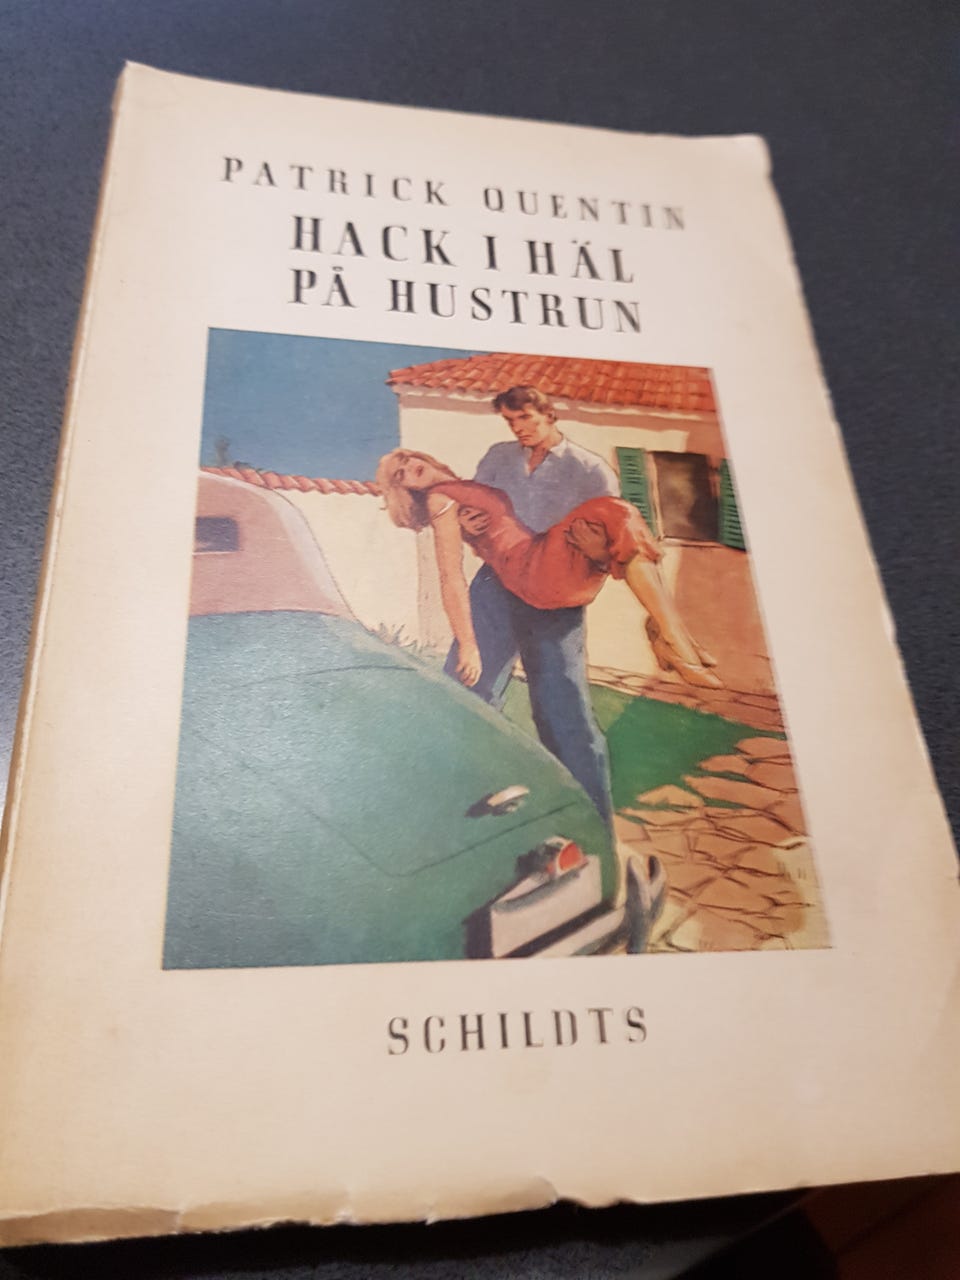 PATRICK QUENTIN
HACK I HÄL
PÅ HUSTRUN
SCHILDTS